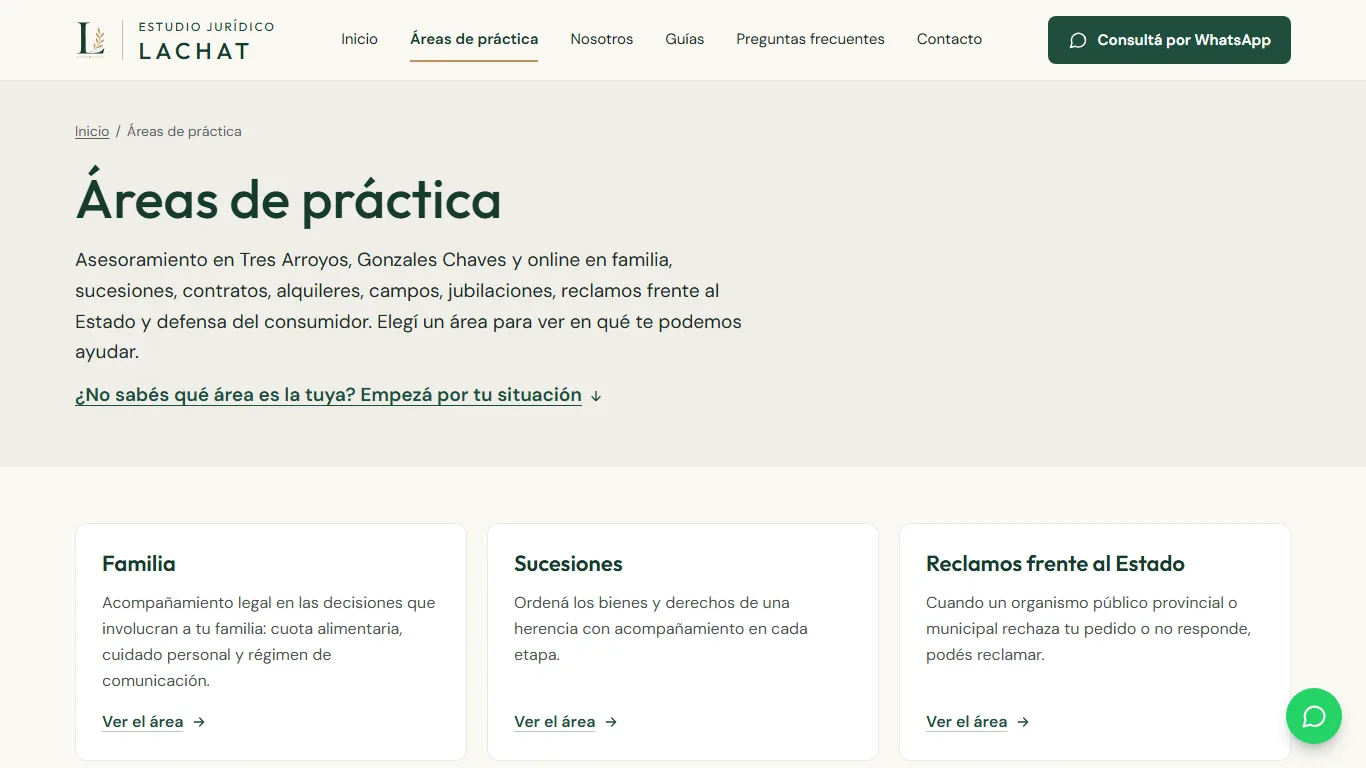 ESTUDIO JURÍDICO
LACHAT
Inicio
Áreas de práctica
Nosotros
Guías
Preguntas frecuentes
Contacto
Consultá por WhatsApp
Inicio / Áreas de práctica
Áreas de práctica
Asesoramiento en Tres Arroyos, Gonzales Chaves y online en familia,
sucesiones, contratos, alquileres, campos, jubilaciones, reclamos frente al
Estado y defensa del consumidor. Elegí un área para ver en qué te podemos
ayudar.
¿No sabés qué área es la tuya? Empezá por tu situación ↓
Familia
Acompañamiento legal en las decisiones que
involucran a tu familia: cuota alimentaria,
cuidado personal y régimen de
comunicación.
Ver el área →
Sucesiones
Ordená los bienes y derechos de una
herencia con acompañamiento en cada
etapa.
Ver el área →
Reclamos frente al Estado
Cuando un organismo público provincial o
municipal rechaza tu pedido o no responde,
podés reclamar.
Ver el área →